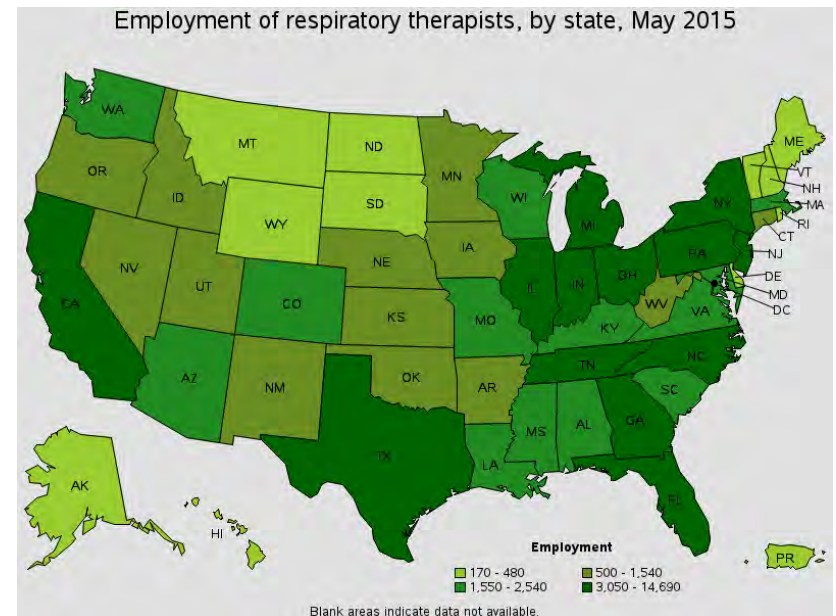 Employment of respiratory therapists, by state, May 2015
WA
MT
ND
ME
OR
MN
VT
ID
NH
WI
SD
NY
MA
WY
MI
RI
IA
CT
NE
PA
NJ
NV
OH
DE
UT
IL
IN
CA
CO
WV
MD
KS
MO
VA
DC
KY
NC
TN
AZ
OK
NM
AR
SC
MS
AL
GA
TX
LA
FL
AK
HI
PR
Employment
170 - 480 500 - 1,540
1,550 - 2,540 3,050 - 14,690
Blank areas indicate data not available.